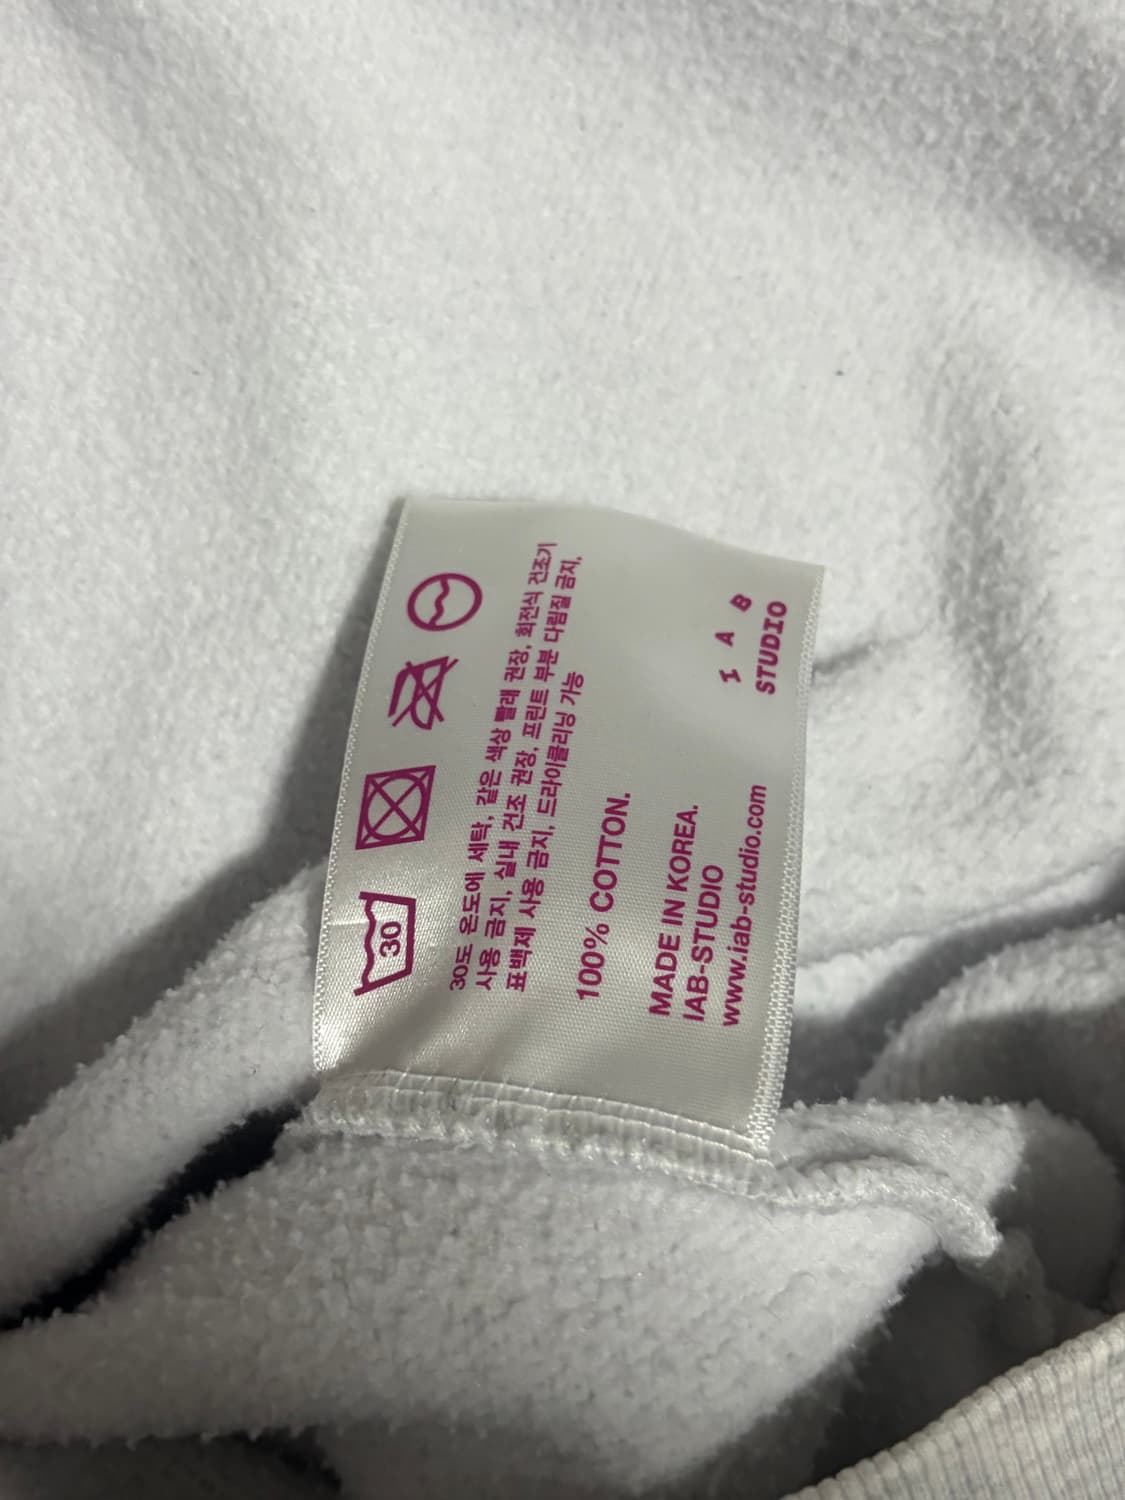 30
30도 온도에 세탁, 같은 색상 빨래 권장, 회전식 건조기
사용 금지, 실내 건조 권장, 프린트 부분 다림질 금지,
표백제 사용 금지, 드라이클리닝 가능
100% COTTON.
MADE IN KOREA.
IAB-STUDIO
www.iab-studio.com
I A B
STUDIO